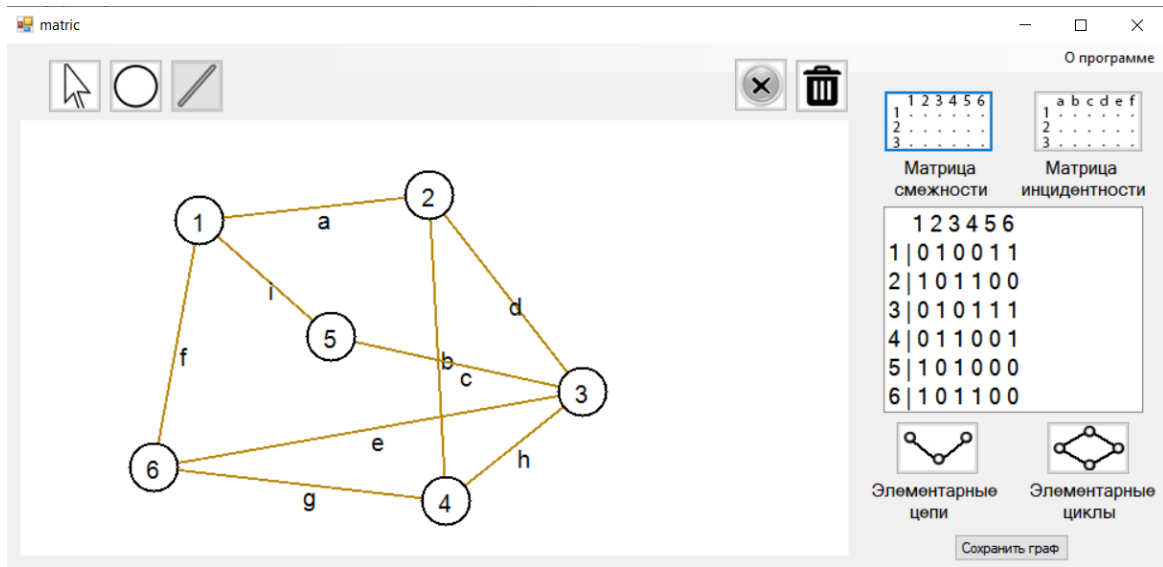 matric
О программе
1 2 3 4 5 6
1 . . . . . .
2 . . . . . .
3 . . . . . .
a b c d e f
1 . . . . . .
2 . . . . . .
3 . . . . . .
Матрица
смежности
Матрица
инцидентности
1 2 3 4 5 6
1 | 0 1 0 0 1 1
2 | 1 0 1 1 0 0
3 | 0 1 0 1 1 1
4 | 0 1 1 0 0 1
5 | 1 0 1 0 0 0
6 | 1 0 1 1 0 0
Элементарные
цепи
Элементарные
циклы
Сохранить граф
2
1
a
i
d
5
f
b
c
3
e
h
6
g
4